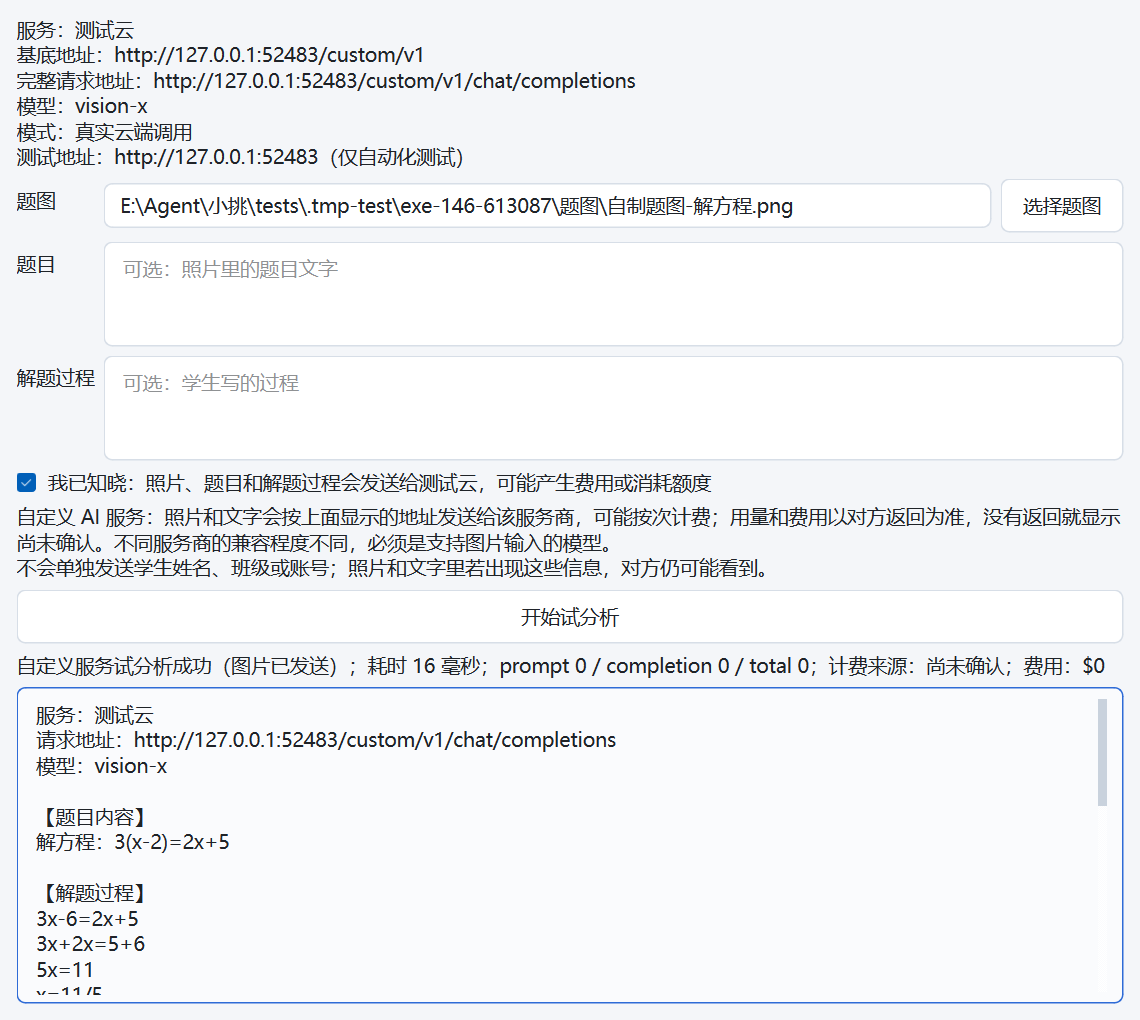 服务：测试云
基底地址：http://127.0.0.1:52483/custom/v1
完整请求地址：http://127.0.0.1:52483/custom/v1/chat/completions
模型：vision-x
模式：真实云端调用
测试地址：http://127.0.0.1:52483（仅自动化测试）
题图 E:\Agent\小挑\tests\.tmp-test\exe-146-613087\题图\自制题图-解方程.png 选择题图
题目 可选：照片里的题目文字
解题过程 可选：学生写的过程
我已知晓：照片、题目和解题过程会发送给测试云，可能产生费用或消耗额度
自定义 AI 服务：照片和文字会按上面显示的地址发送给该服务商，可能按次计费；用量和费用以对方返回为准，没有返回就显示
尚未确认。不同服务商的兼容程度不同，必须是支持图片输入的模型。
不会单独发送学生姓名、班级或账号；照片和文字里若出现这些信息，对方仍可能看到。
开始试分析
自定义服务试分析成功（图片已发送）；耗时 16 毫秒；prompt 0 / completion 0 / total 0；计费来源：尚未确认；费用：$0
服务：测试云
请求地址：http://127.0.0.1:52483/custom/v1/chat/completions
模型：vision-x
【题目内容】
解方程：3(x-2)=2x+5
【解题过程】
3x-6=2x+5
3x+2x=5+6
5x=11
x=11/5